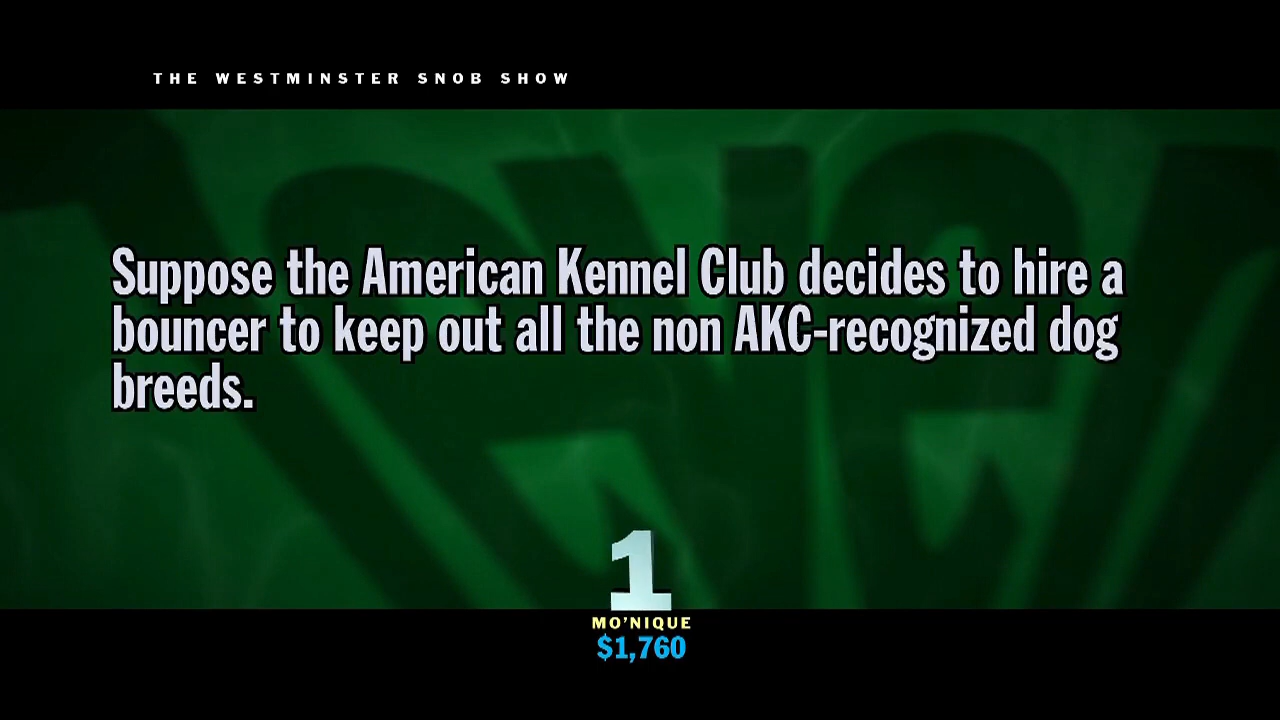 THE WESTMINSTER SNOB SHOW
Suppose the American Kennel Club decides to hire a
bouncer to keep out all the non AKC-recognized dog
breeds.
1
MO'NIQUE
$1,760